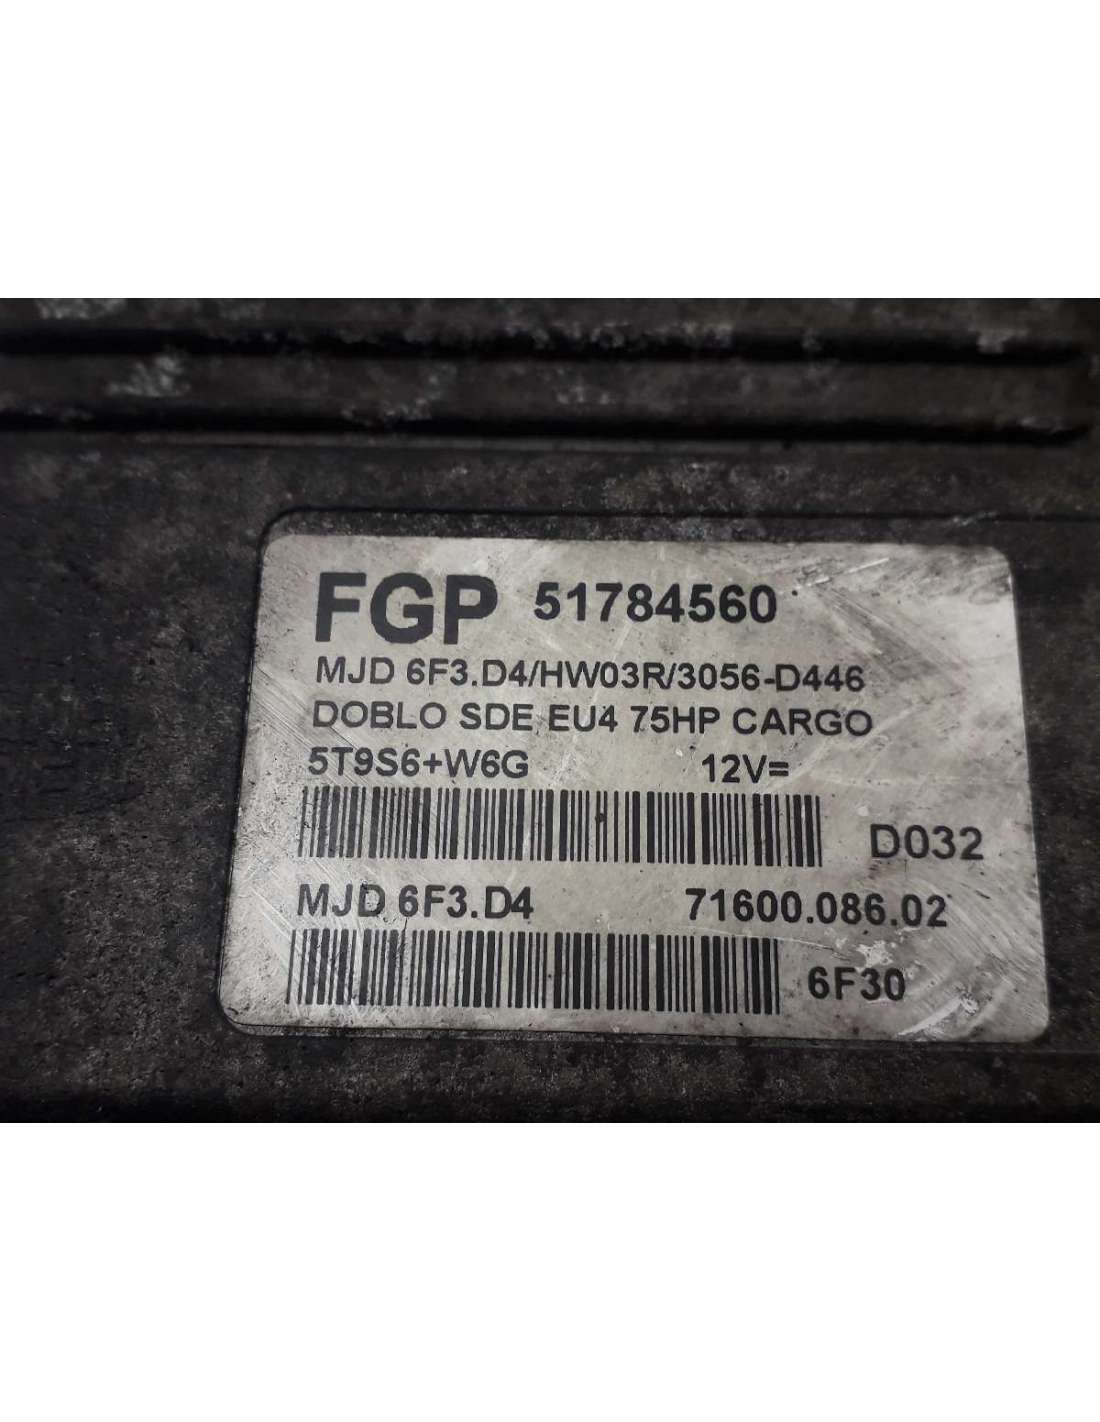 FGP 51784560
MJD 6F3.D4/HW03R/3056-D446
DOBLO SDE EU4 75HP CARGO
5T9S6+W6G 12V=
D032
MJD 6F3.D4 71600.086.02
6F30